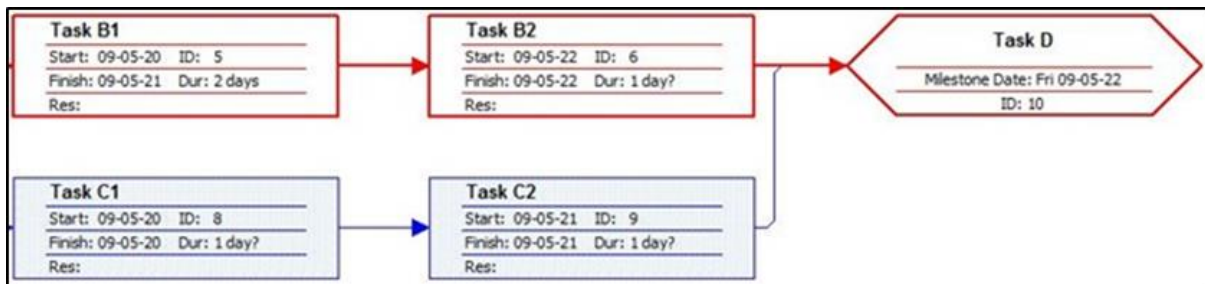 Task B1
Start: 09-05-20 ID: 5
Finish: 09-05-21 Dur: 2 days
Res:
Task B2
Start: 09-05-22 ID: 6
Finish: 09-05-22 Dur: 1 day?
Res:
Task D
Milestone Date: Fri 09-05-22
ID: 10
Task C1
Start: 09-05-20 ID: 8
Finish: 09-05-20 Dur: 1 day?
Res:
Task C2
Start: 09-05-21 ID: 9
Finish: 09-05-21 Dur: 1 day?
Res: